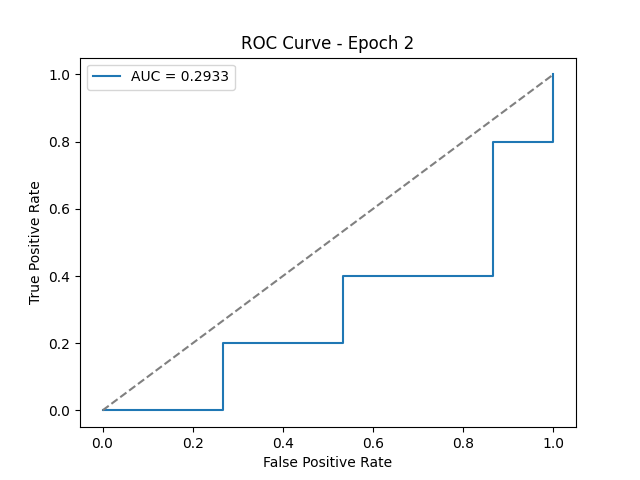 ROC Curve - Epoch 2
AUC = 0.2933
1.0
0.8
0.6
0.4
0.2
0.0
True Positive Rate
0.0 0.2 0.4 0.6 0.8 1.0
False Positive Rate